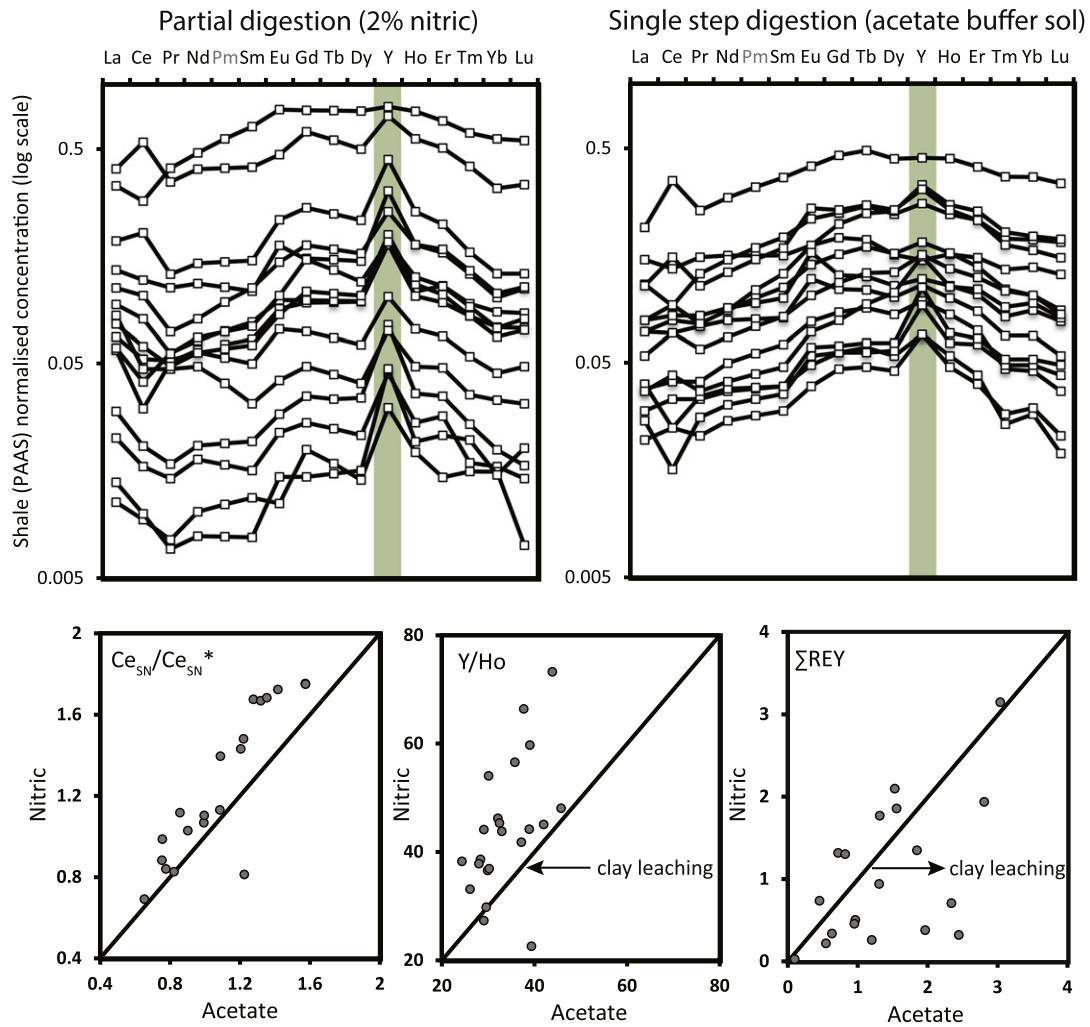 Partial digestion (2% nitric)
Single step digestion (acetate buffer sol)
La Ce Pr Nd Pm Sm Eu Gd Tb Dy Y Ho Er Tm Yb Lu
La Ce Pr Nd Pm Sm Eu Gd Tb Dy Y Ho Er Tm Yb Lu
Shale (PAAS) normalised concentration (log scale)
0.5
0.05
0.005
0.5
0.05
0.005
Ce_SN/Ce_SN*
Nitric
2
1.6
1.2
0.8
0.4
0.4 0.8 1.2 1.6 2
Acetate
Y/Ho
Nitric
80
60
40
20
clay leaching
20 40 60 80
Acetate
∑REY
Nitric
4
3
2
1
0
clay leaching
0 1 2 3 4
Acetate